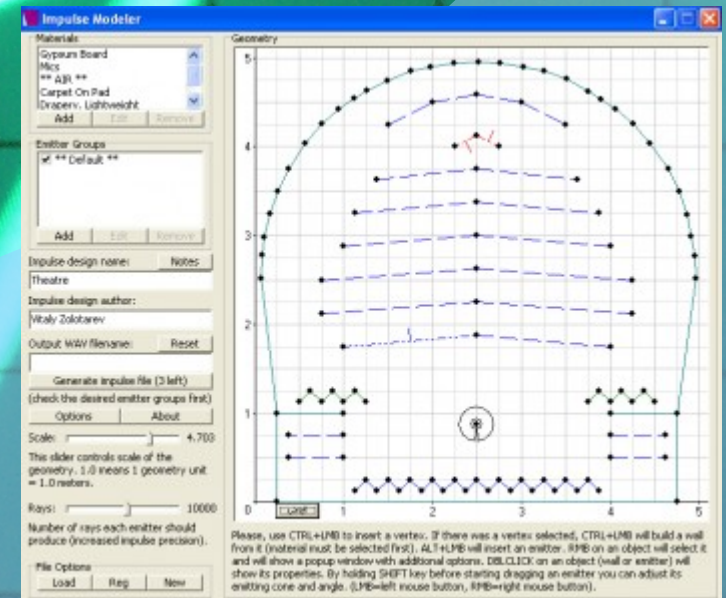 Impulse Modeler
Materials
Gypsum Board
Mics
** AIR **
Carpet On Pad
Drapery, Lightweight
Add Edit Remove
Emitter Groups
** Default **
Add Edit Remove
Impulse design name: Notes
Theatre
Impulse design author:
Vitaly Zolotarev
Output WAV filename: Reset
Generate impulse file (3 left)
(check the desired emitter groups first)
Options About
Scale: 4.703
This slider controls scale of the
geometry. 1.0 means 1 geometry unit
= 1.0 meters.
Rays: 10000
Number of rays each emitter should
produce (increased impulse precision).
File Options
Load Reg New
Geometry
5
4
3
2
1
0 1 2 3 4 5
Please, use CTRL+LMB to insert a vertex. If there was a vertex selected, CTRL+LMB will build a wall
from it (material must be selected first). ALT+LMB will insert an emitter. RMB on an object will select it
and will show a popup window with additional options. DBLCLICK on an object (wall or emitter) will
show its properties. By holding SHIFT key before starting dragging an emitter you can adjust its
emitting cone and angle. (LMB=left mouse button, RMB=right mouse button).